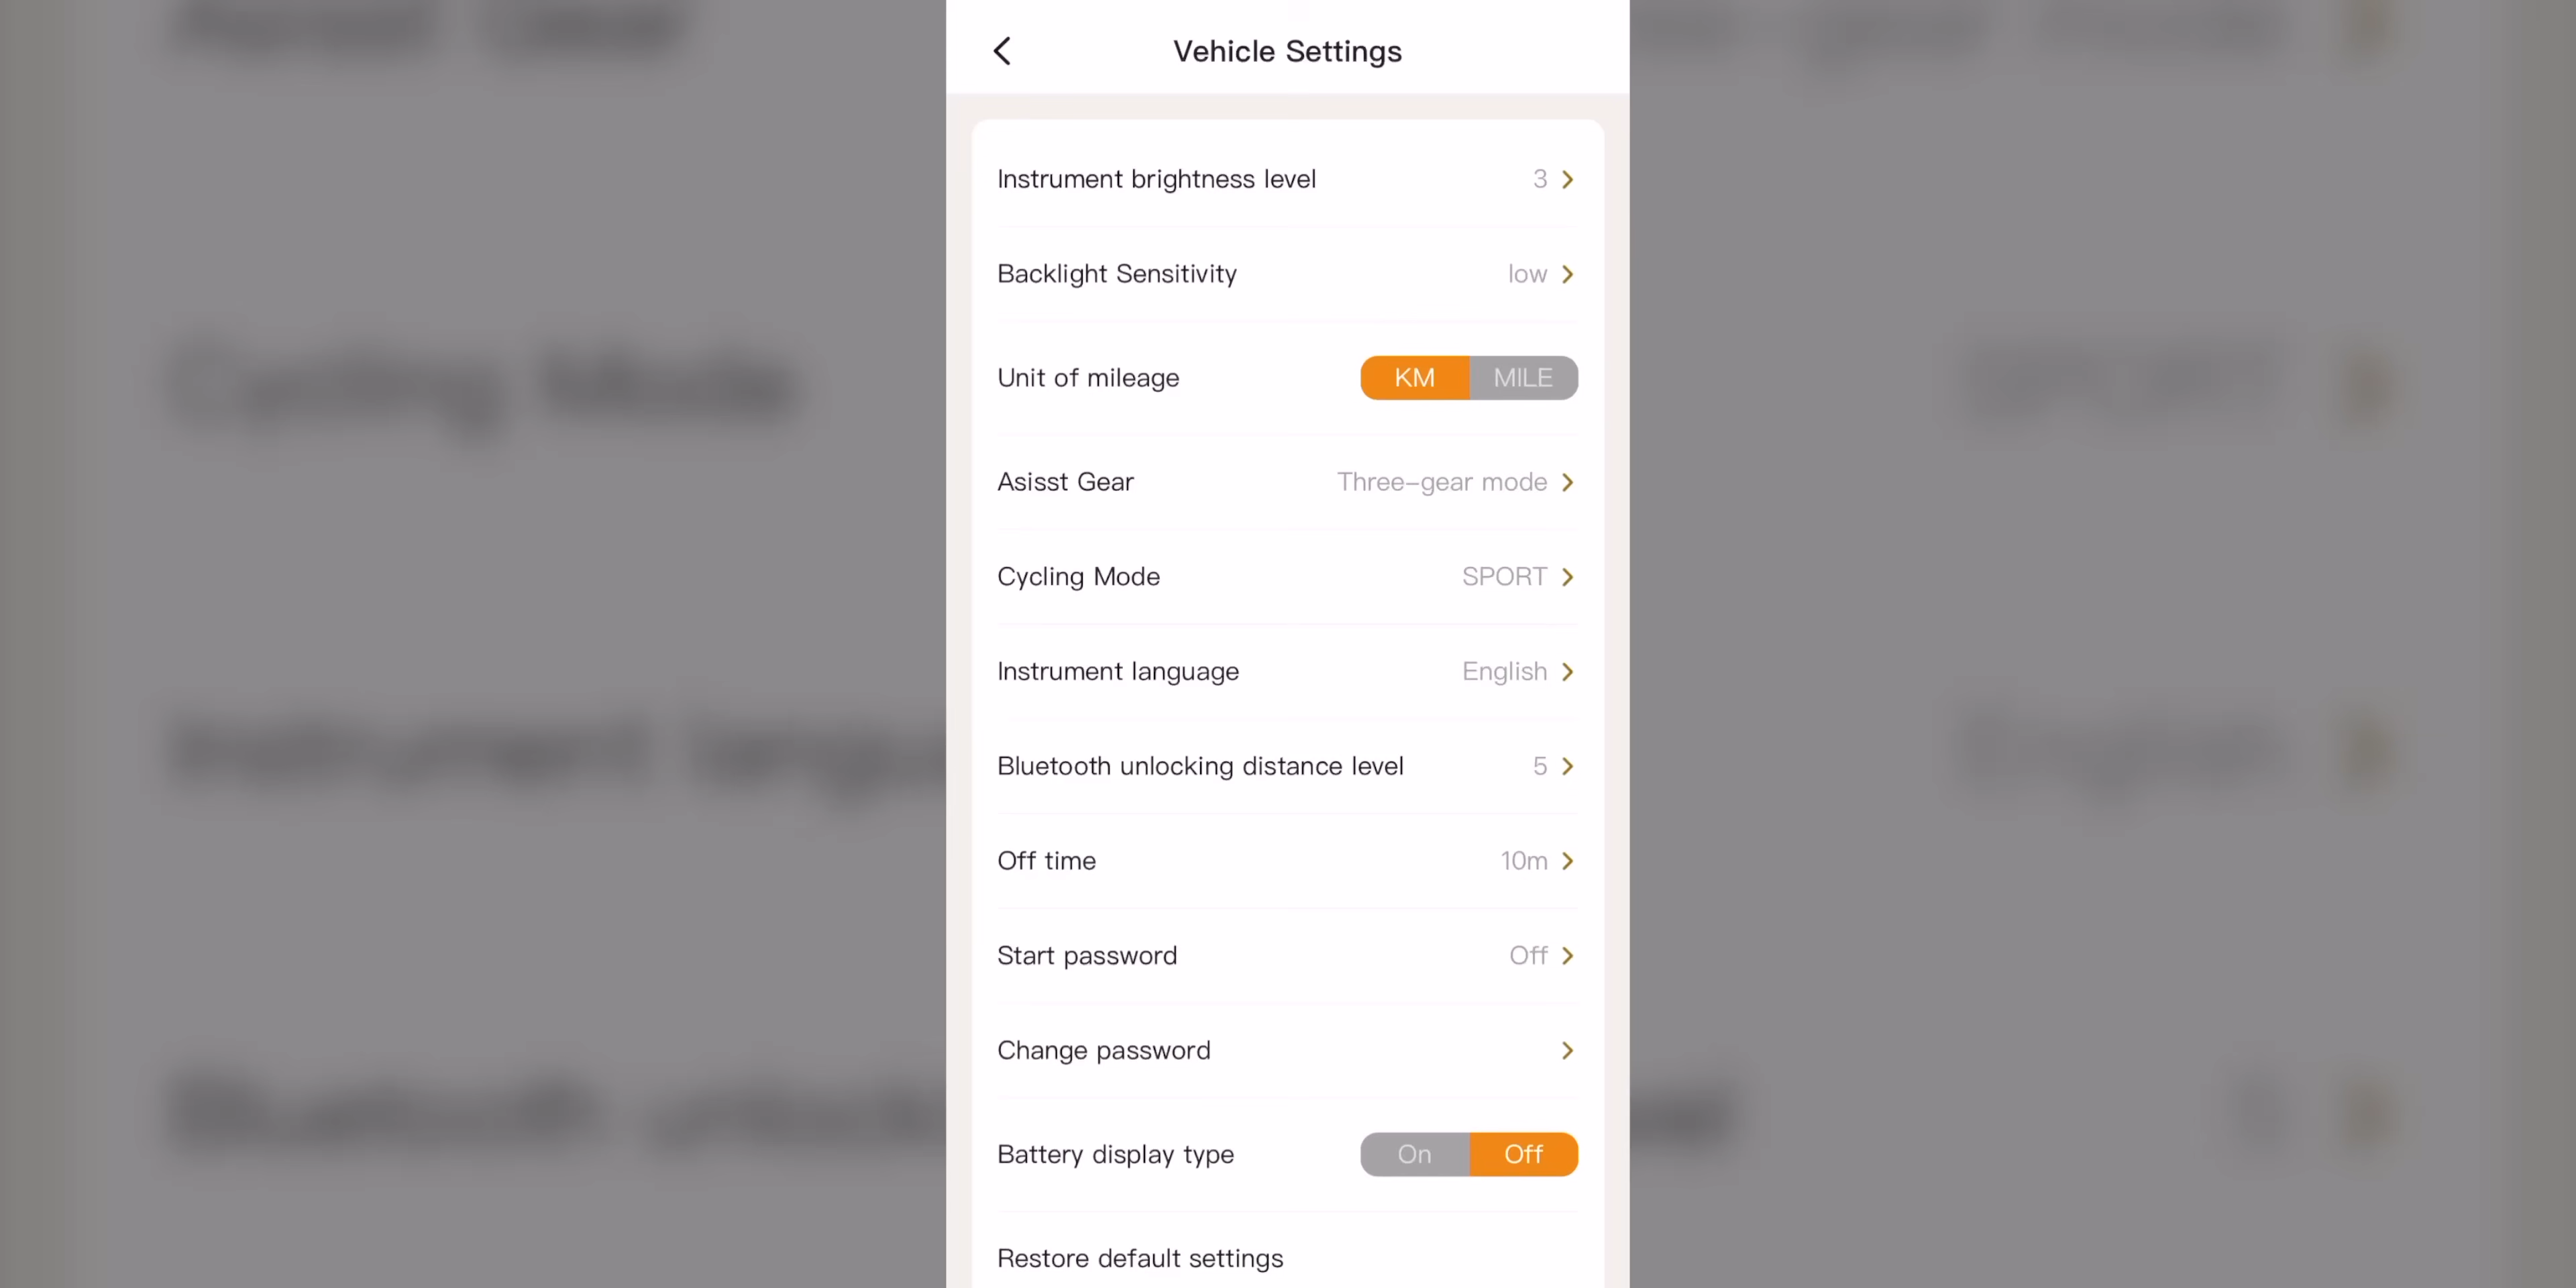 Vehicle Settings
Instrument brightness level 3
Backlight Sensitivity low
Unit of mileage KM MILE
Asisst Gear Three-gear mode
Cycling Mode SPORT
Instrument language English
Bluetooth unlocking distance level 5
Off time 10m
Start password Off
Change password
Battery display type On Off
Restore default settings